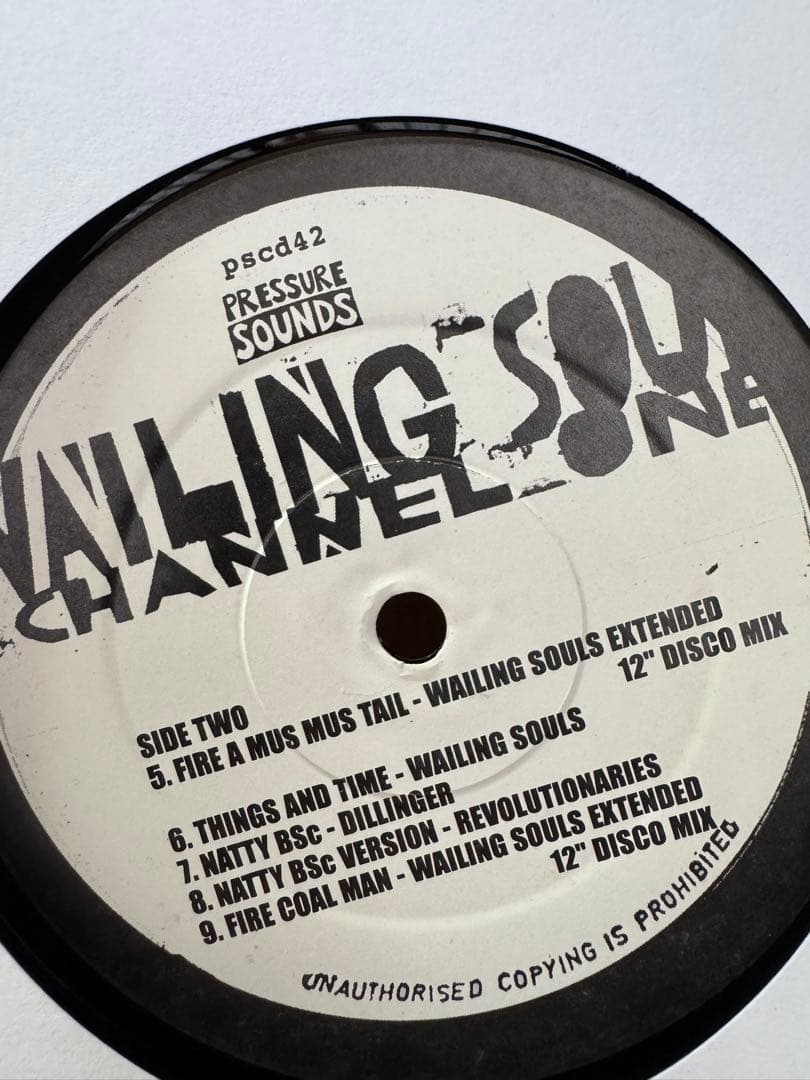 pscd42
PRESSURE
SOUNDS
WAILING SOUL
CHANNEL ONE
SIDE TWO
5. FIRE A MUS MUS TAIL - WAILING SOULS EXTENDED
12" DISCO MIX
6. THINGS AND TIME - WAILING SOULS
7. NATTY BSc - DILLINGER
8. NATTY BSc VERSION - REVOLUTIONARIES
9. FIRE COAL MAN - WAILING SOULS EXTENDED
12" DISCO MIX
UNAUTHORISED COPYING IS PROHIBITED